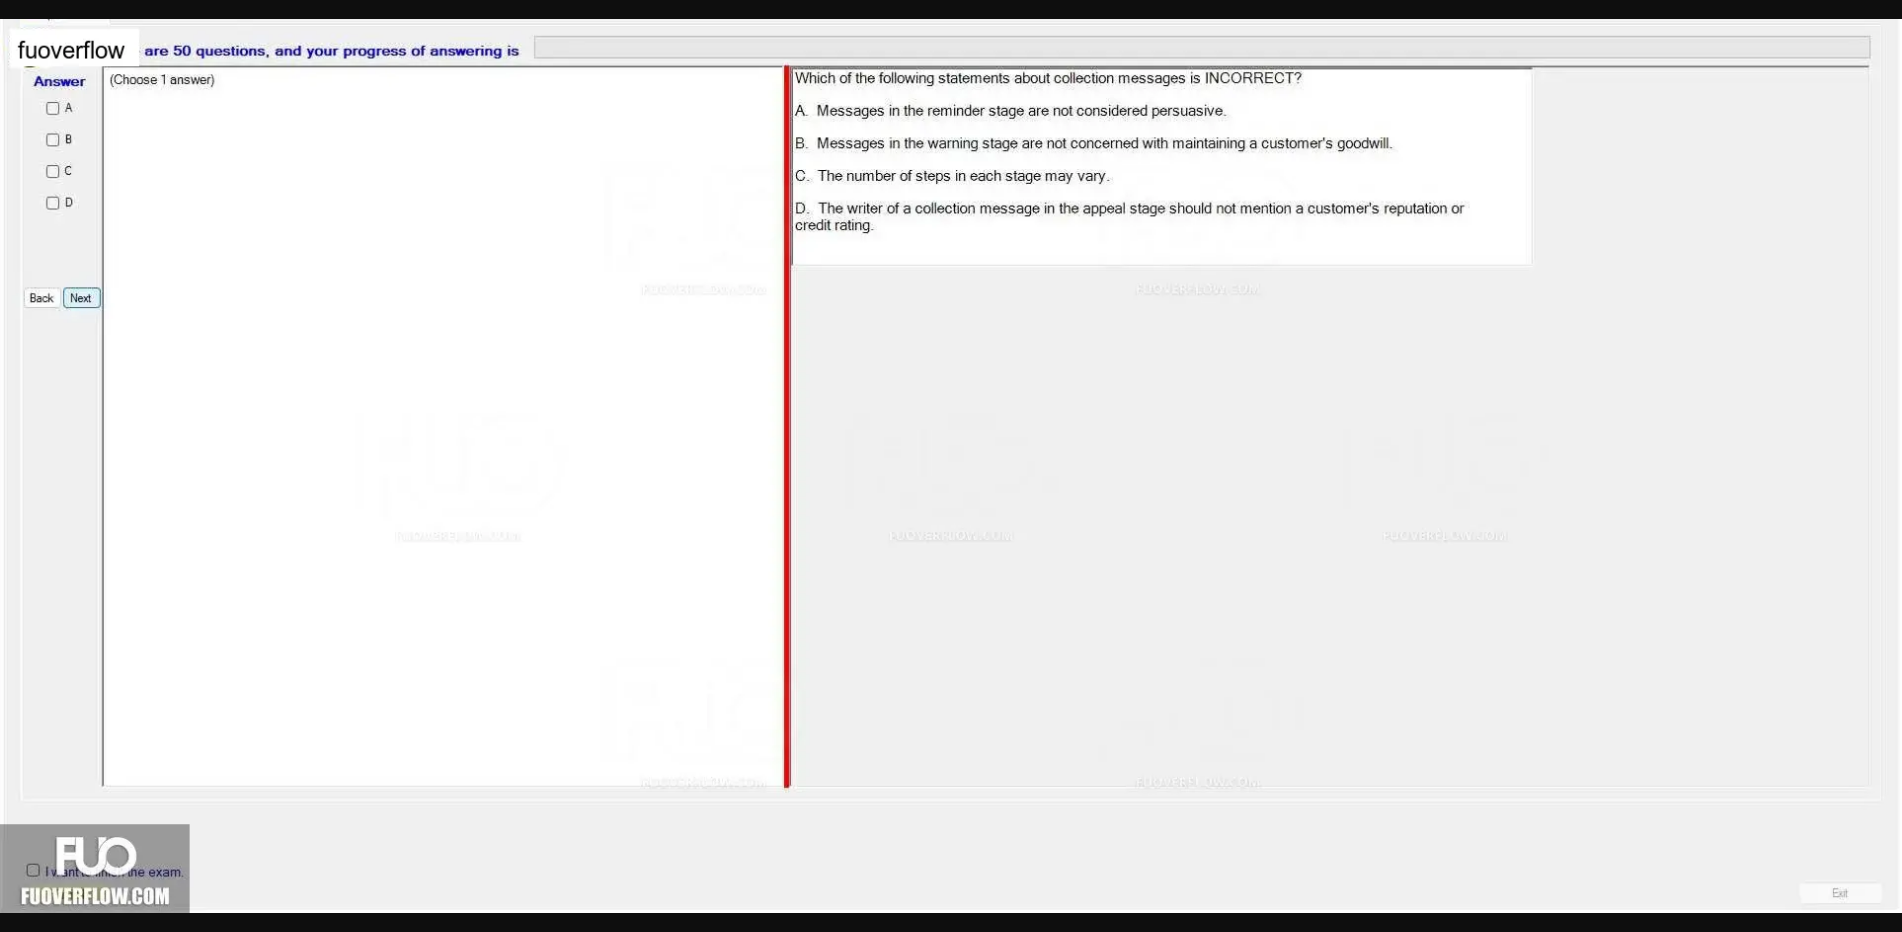 fuoverflow are 50 questions, and your progress of answering is
Answer
(Choose 1 answer)
A
B
C
D
Back Next
Which of the following statements about collection messages is INCORRECT?
A. Messages in the reminder stage are not considered persuasive.
B. Messages in the warning stage are not concerned with maintaining a customer's goodwill.
C. The number of steps in each stage may vary.
D. The writer of a collection message in the appeal stage should not mention a customer's reputation or
credit rating.
FUOVERFLOW.COM FUOVERFLOW.COM
FUOVERFLOW.COM FUOVERFLOW.COM FUOVERFLOW.COM
FUOVERFLOW.COM FUOVERFLOW.COM
FUO
I want to finish the exam.
FUOVERFLOW.COM
Exit